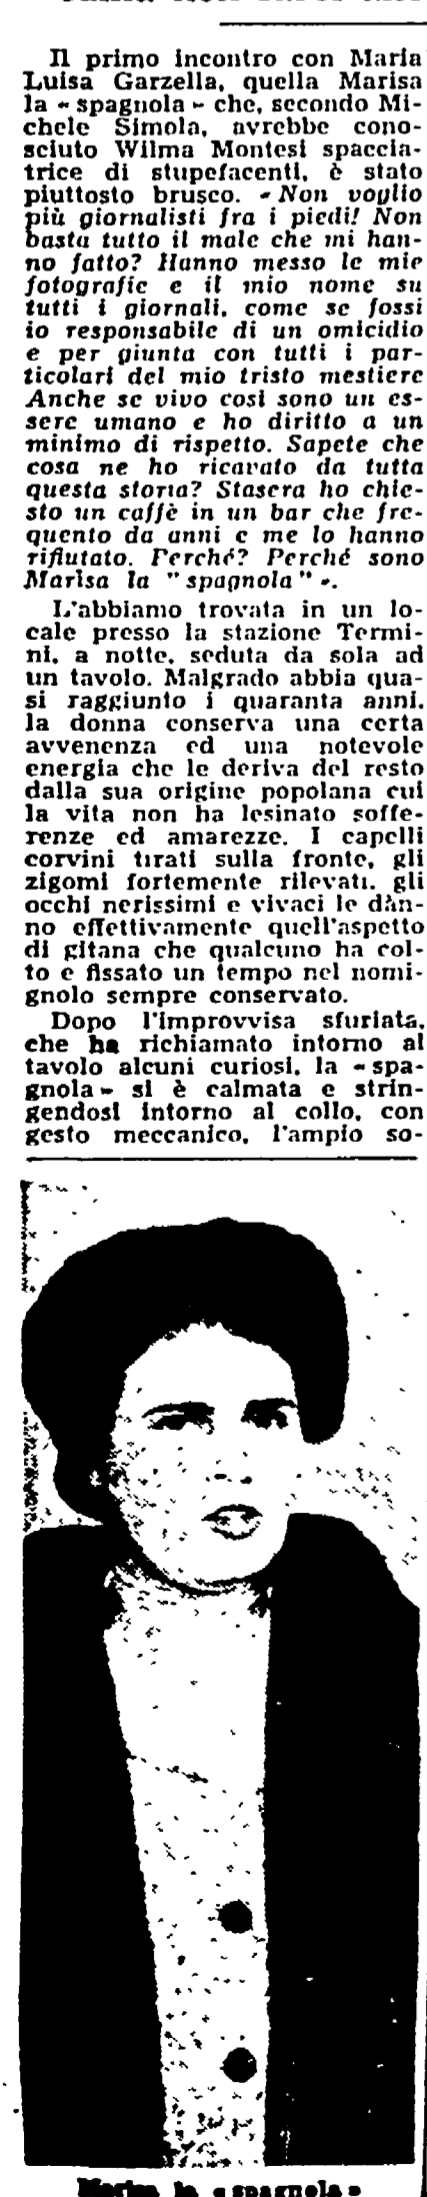 Il primo incontro con Maria
Luisa Garzella, quella Marisa
la « spagnola » che, secondo Mi-
chele Simola, avrebbe cono-
sciuto Wilma Montesi spaccia-
trice di stupefacenti, è stato
piuttosto brusco. « Non voglio
più giornalisti fra i piedi! Non
basta tutto il male che mi han-
no fatto? Hanno messo le mie
fotografie e il mio nome su
tutti i giornali, come se fossi
io responsabile di un omicidio
e per giunta con tutti i par-
ticolari del mio tristo mestiere
Anche se vivo così sono un es-
sere umano e ho diritto a un
minimo di rispetto. Sapete che
cosa ne ho ricavato da tutta
questa storia? Stasera ho chie-
sto un caffè in un bar che fre-
quento da anni e me lo hanno
rifiutato. Perché? Perché sono
Marisa la "spagnola" ».
L'abbiamo trovata in un lo-
cale presso la stazione Termi-
ni, a notte, seduta da sola ad
un tavolo. Malgrado abbia qua-
si raggiunto i quaranta anni,
la donna conserva una certa
avvenenza ed una notevole
energia che le deriva del resto
dalla sua origine popolana cui
la vita non ha lesinato soffe-
renze ed amarezze. I capelli
corvini tirati sulla fronte, gli
zigomi fortemente rilevati, gli
occhi nerissimi e vivaci le dàn-
no effettivamente quell'aspetto
di gitana che qualcuno ha col-
to e fissato un tempo nel nomi-
gnolo sempre conservato.
Dopo l'improvvisa sfuriata,
che ha richiamato intorno al
tavolo alcuni curiosi, la « spa-
gnola » si è calmata e strin-
gendosi intorno al collo, con
gesto meccanico, l'ampio so-
Marisa la « spagnola »